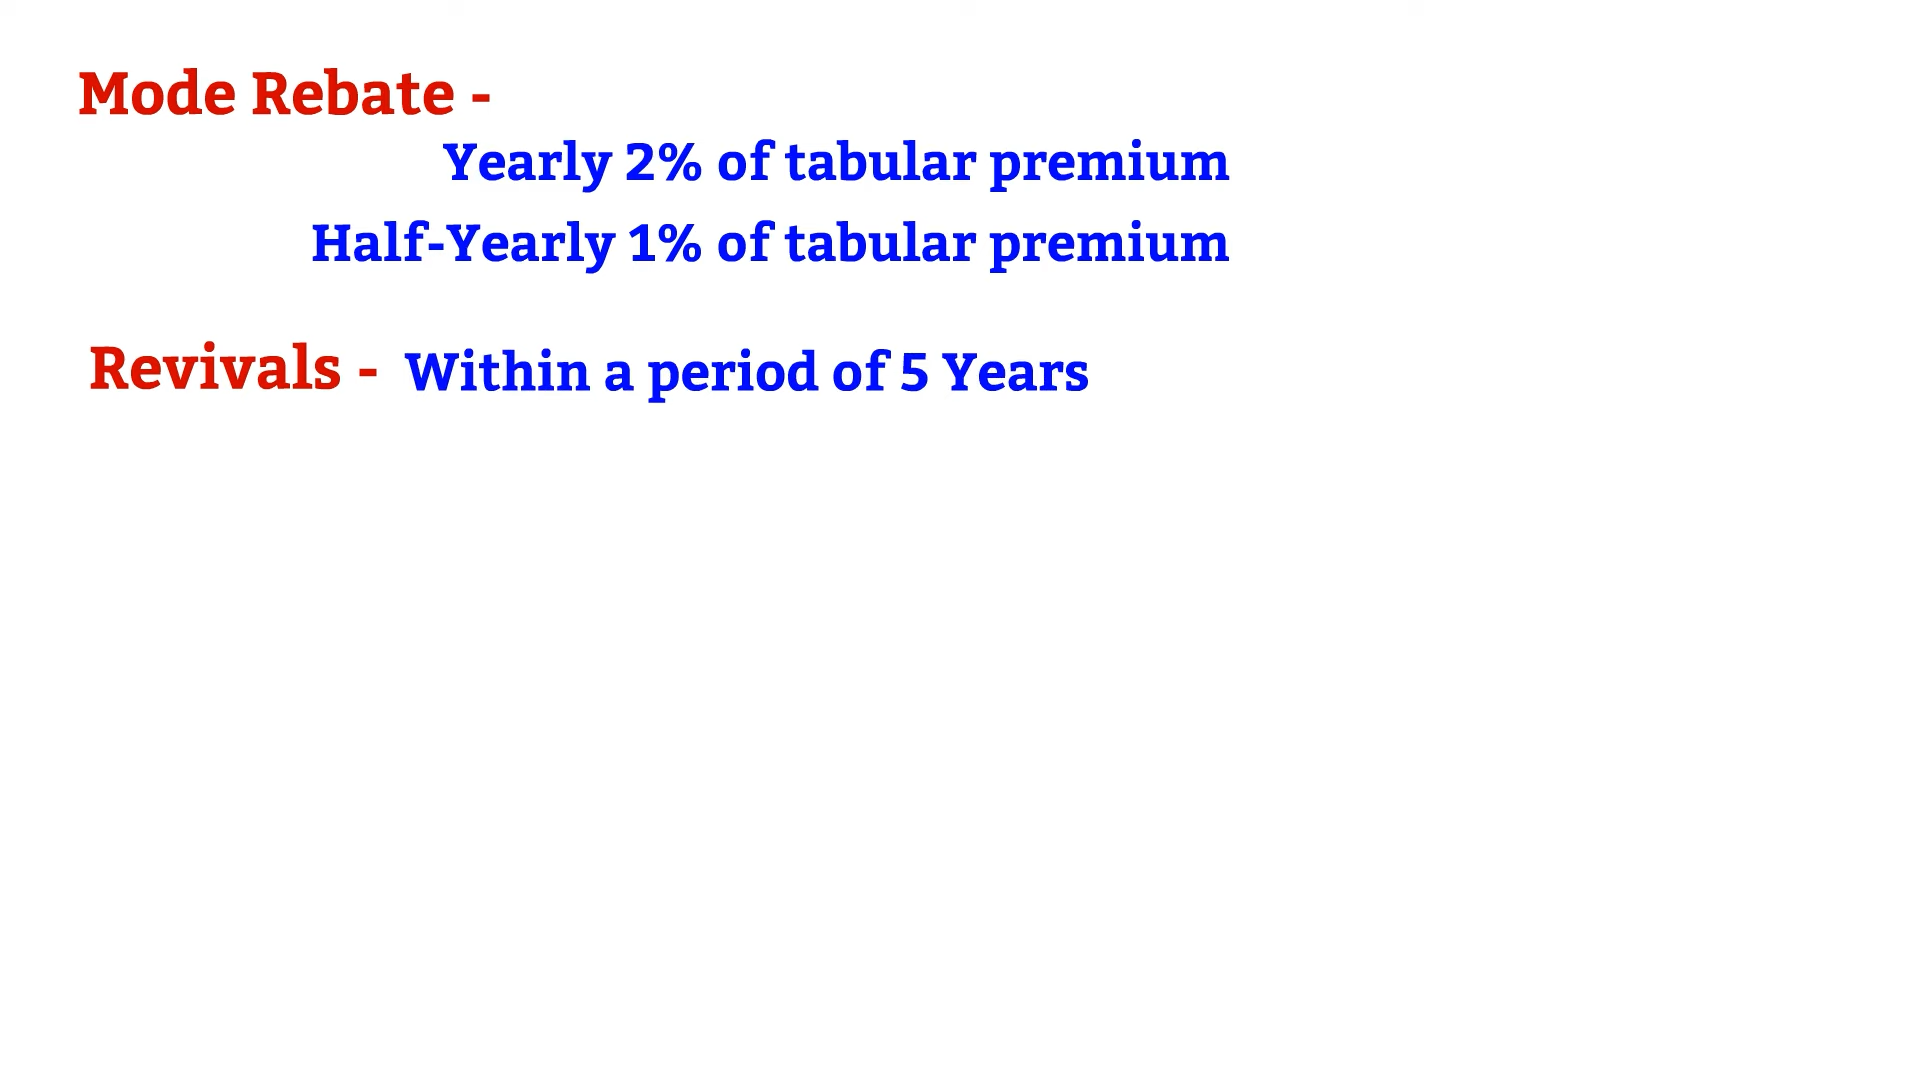 Mode Rebate -
Yearly 2% of tabular premium
Half-Yearly 1% of tabular premium
Revivals - Within a period of 5 Years